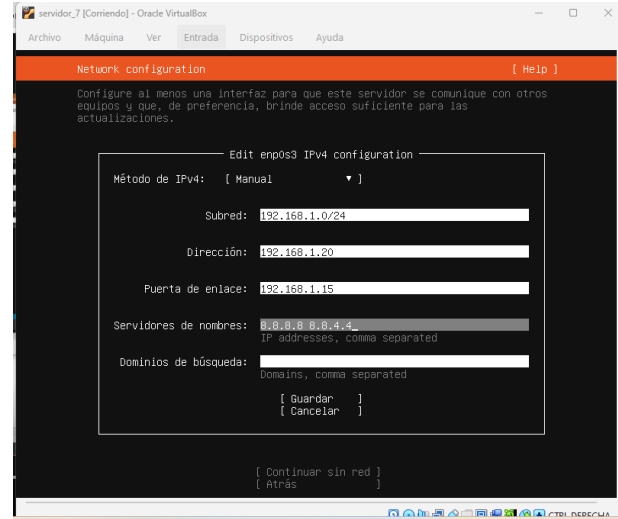 servidor_7 [Corriendo] - Oracle VirtualBox
Archivo Máquina Ver Entrada Dispositivos Ayuda
Network configuration [ Help ]
Configure al menos una interfaz para que este servidor se comunique con otros
equipos y que, de preferencia, brinde acceso suficiente para las
actualizaciones.
Edit enp0s3 IPv4 configuration
Método de IPv4: [ Manual ▾ ]
Subred: 192.168.1.0/24
Dirección: 192.168.1.20
Puerta de enlace: 192.168.1.15
Servidores de nombres: 8.8.8.8 8.8.4.4_
IP addresses, comma separated
Dominios de búsqueda:
Domains, comma separated
[ Guardar ]
[ Cancelar ]
[ Continuar sin red ]
[ Atrás ]
CTRL DERECHA